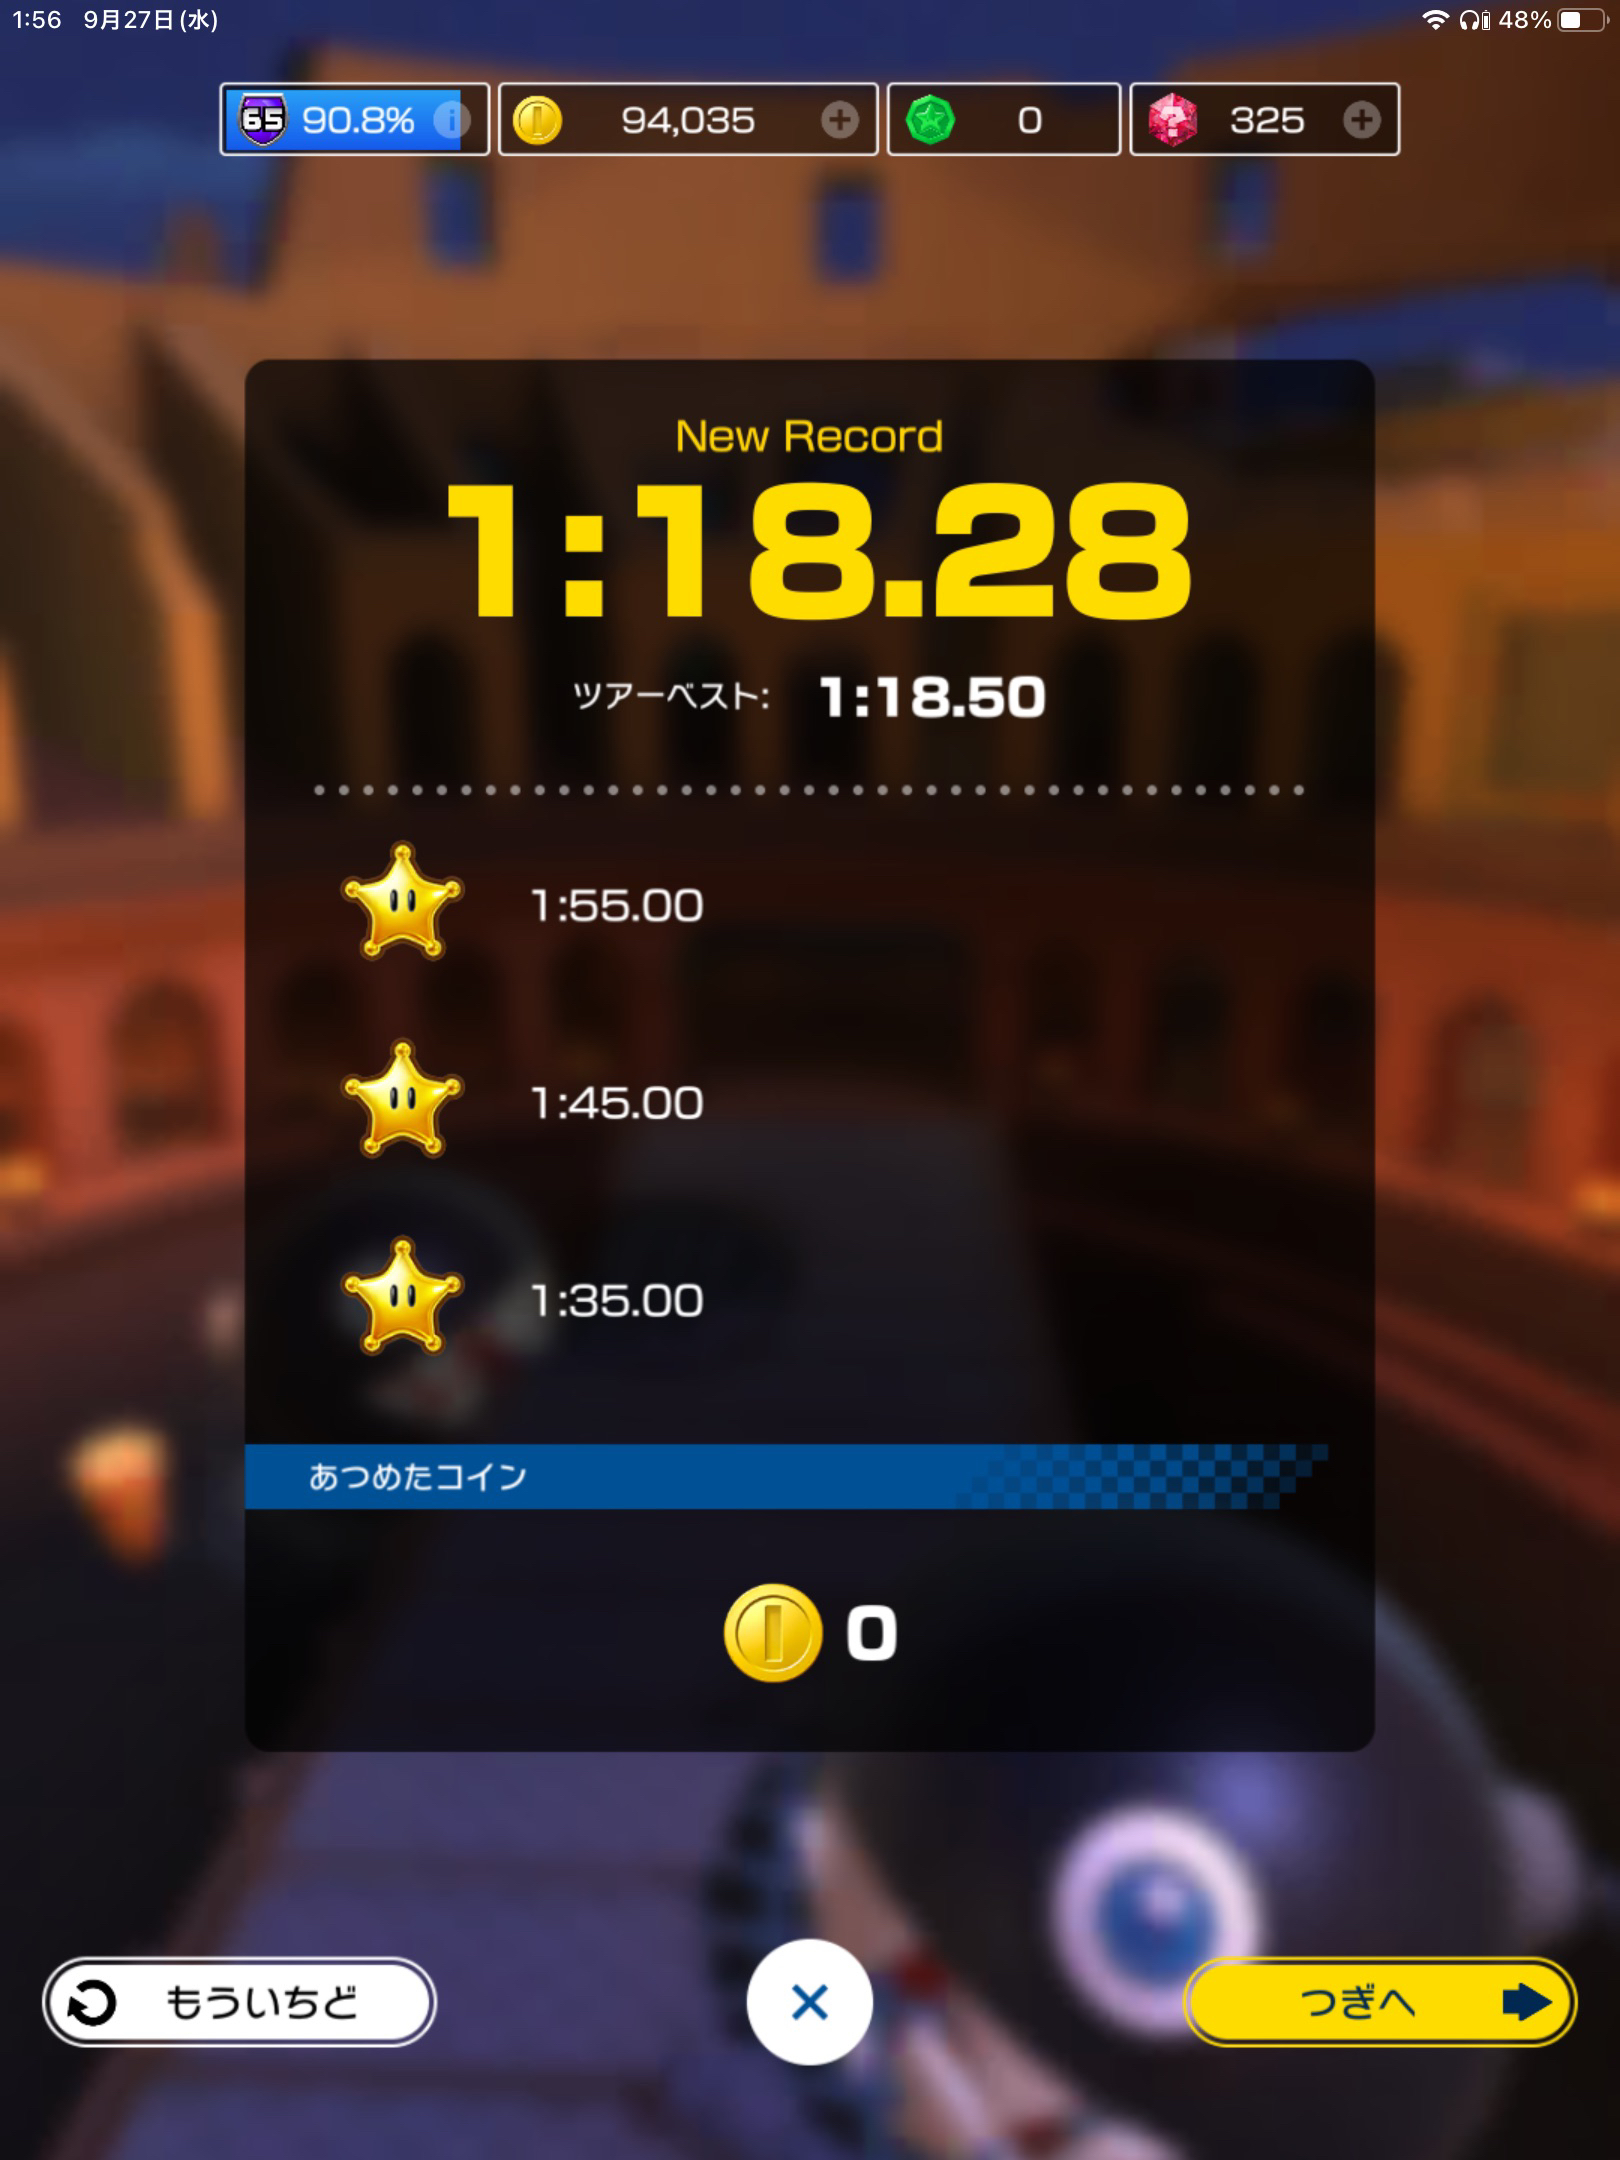 1:56 9月27日(水) 48%
65 90.8% i 94,035 + 0 ? 325 +
New Record
1:18.28
ツアーベスト: 1:18.50
1:55.00
1:45.00
1:35.00
あつめたコイン
0
もういちど × つぎへ